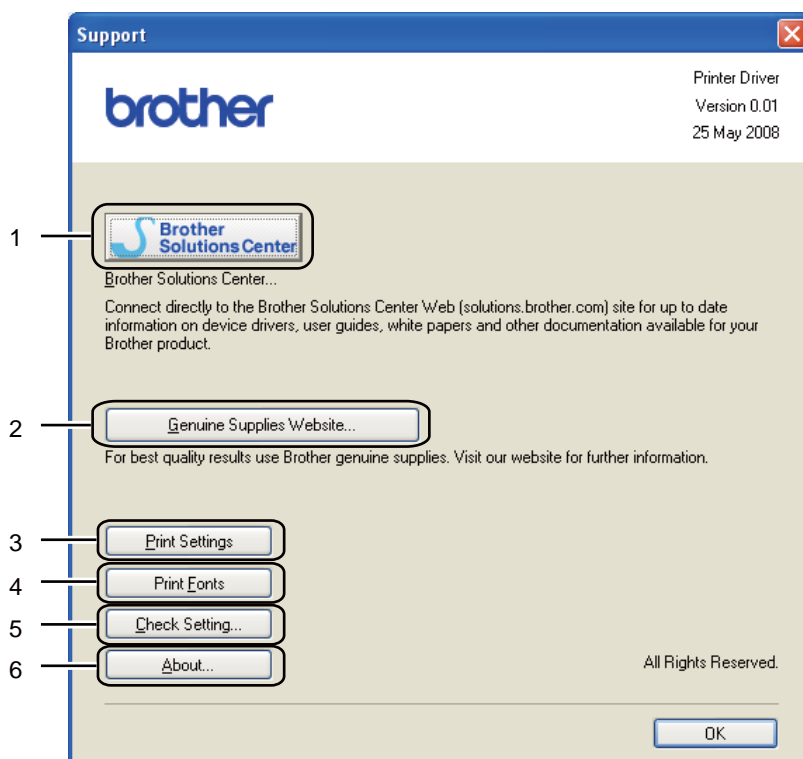 Support
brother
Printer Driver
Version 0.01
25 May 2008
1
Brother
Solutions Center
Brother Solutions Center...
Connect directly to the Brother Solutions Center Web (solutions.brother.com) site for up to date
information on device drivers, user guides, white papers and other documentation available for your
Brother product.
2
Genuine Supplies Website...
For best quality results use Brother genuine supplies. Visit our website for further information.
3
Print Settings
4
Print Fonts
5
Check Setting...
6
About...
All Rights Reserved.
OK